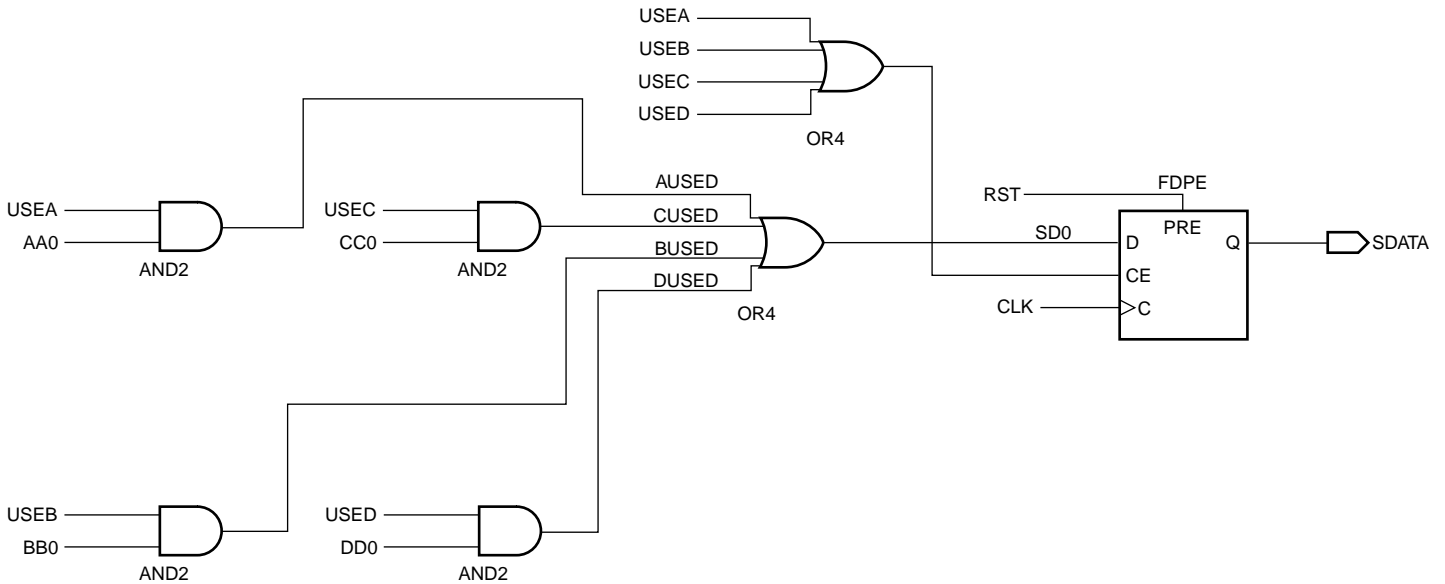 USEA
USEB
USEC
USED
OR4
AUSED
CUSED
BUSED
DUSED
OR4
USEA
AA0
AND2
USEC
CC0
AND2
RST
FDPE
PRE
SD0
D
Q
CE
CLK
C
SDATA
USEB
BB0
AND2
USED
DD0
AND2